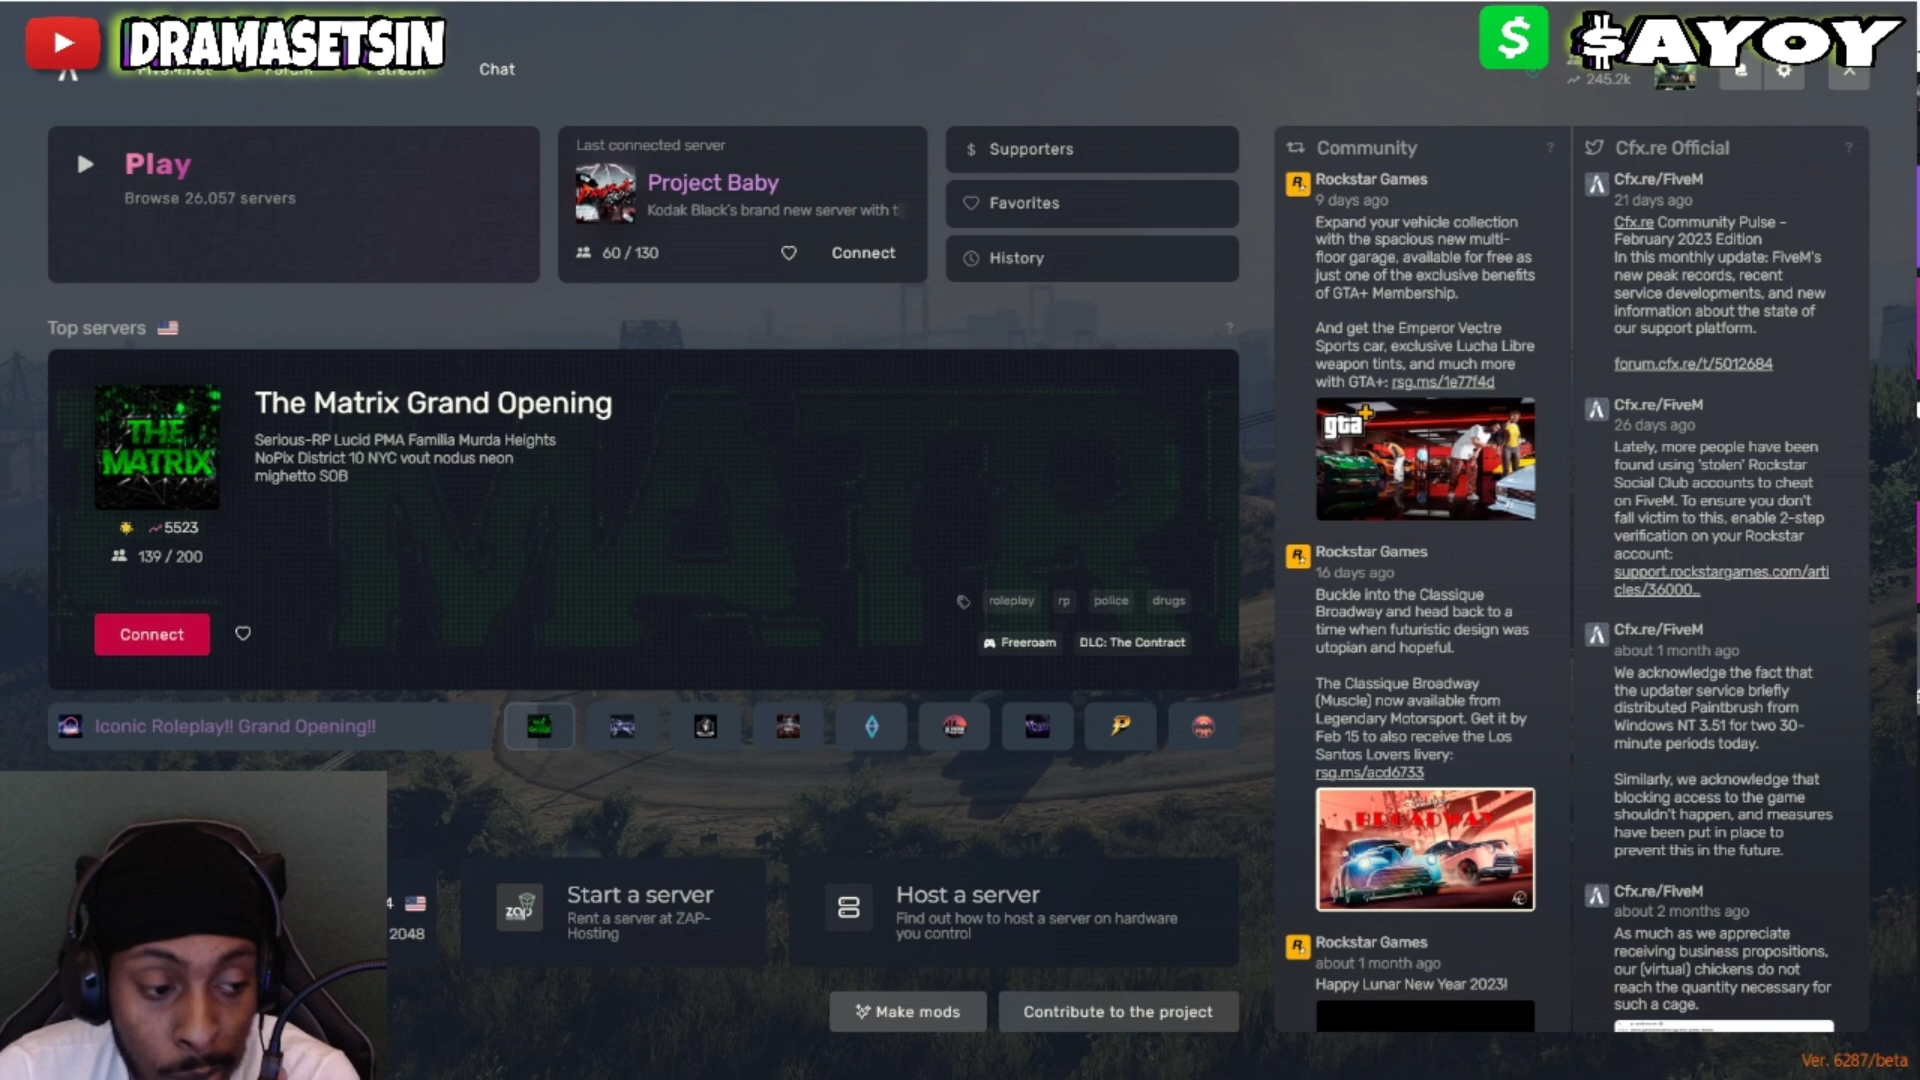 DRAMASETSIN
$AYOY
Chat
245.2k
Play
Browse 26,057 servers
Last connected server
Project Baby
Kodak Black's brand new server with t
60 / 130
Connect
$ Supporters
Favorites
History
Top servers
?
The Matrix Grand Opening
Serious-RP Lucid PMA Familia Murda Heights
NoPix District 10 NYC vout nodus neon
mighetto SOB
THE
MATRIX
5523
139 / 200
Connect
roleplay
rp
police
drugs
Freeroam
DLC: The Contract
Iconic Roleplay!! Grand Opening!!
4
2048
zap
Start a server
Rent a server at ZAP-
Hosting
Host a server
Find out how to host a server on hardware
you control
Make mods
Contribute to the project
Community
?
Rockstar Games
9 days ago
Expand your vehicle collection
with the spacious new multi-
floor garage, available for free as
just one of the exclusive benefits
of GTA+ Membership.
And get the Emperor Vectre
Sports car, exclusive Lucha Libre
weapon tints, and much more
with GTA+: rsg.ms/1e77f4d
gta+
Rockstar Games
16 days ago
Buckle into the Classique
Broadway and head back to a
time when futuristic design was
utopian and hopeful.
The Classique Broadway
(Muscle) now available from
Legendary Motorsport. Get it by
Feb 15 to also receive the Los
Santos Lovers livery:
rsg.ms/acd6733
BROADWAY
Rockstar Games
about 1 month ago
Happy Lunar New Year 2023!
Cfx.re Official
?
Cfx.re/FiveM
21 days ago
Cfx.re Community Pulse –
February 2023 Edition
In this monthly update: FiveM's
new peak records, recent
service developments, and new
information about the state of
our support platform.
forum.cfx.re/t/5012684
Cfx.re/FiveM
26 days ago
Lately, more people have been
found using 'stolen' Rockstar
Social Club accounts to cheat
on FiveM. To ensure you don't
fall victim to this, enable 2-step
verification on your Rockstar
account:
support.rockstargames.com/arti
cles/36000…
Cfx.re/FiveM
about 1 month ago
We acknowledge the fact that
the updater service briefly
distributed Paintbrush from
Windows NT 3.51 for two 30-
minute periods today.
Similarly, we acknowledge that
blocking access to the game
shouldn't happen, and measures
have been put in place to
prevent this in the future.
Cfx.re/FiveM
about 2 months ago
As much as we appreciate
receiving business propositions,
our (virtual) chickens do not
reach the quantity necessary for
such a cage.
Ver. 6287/beta